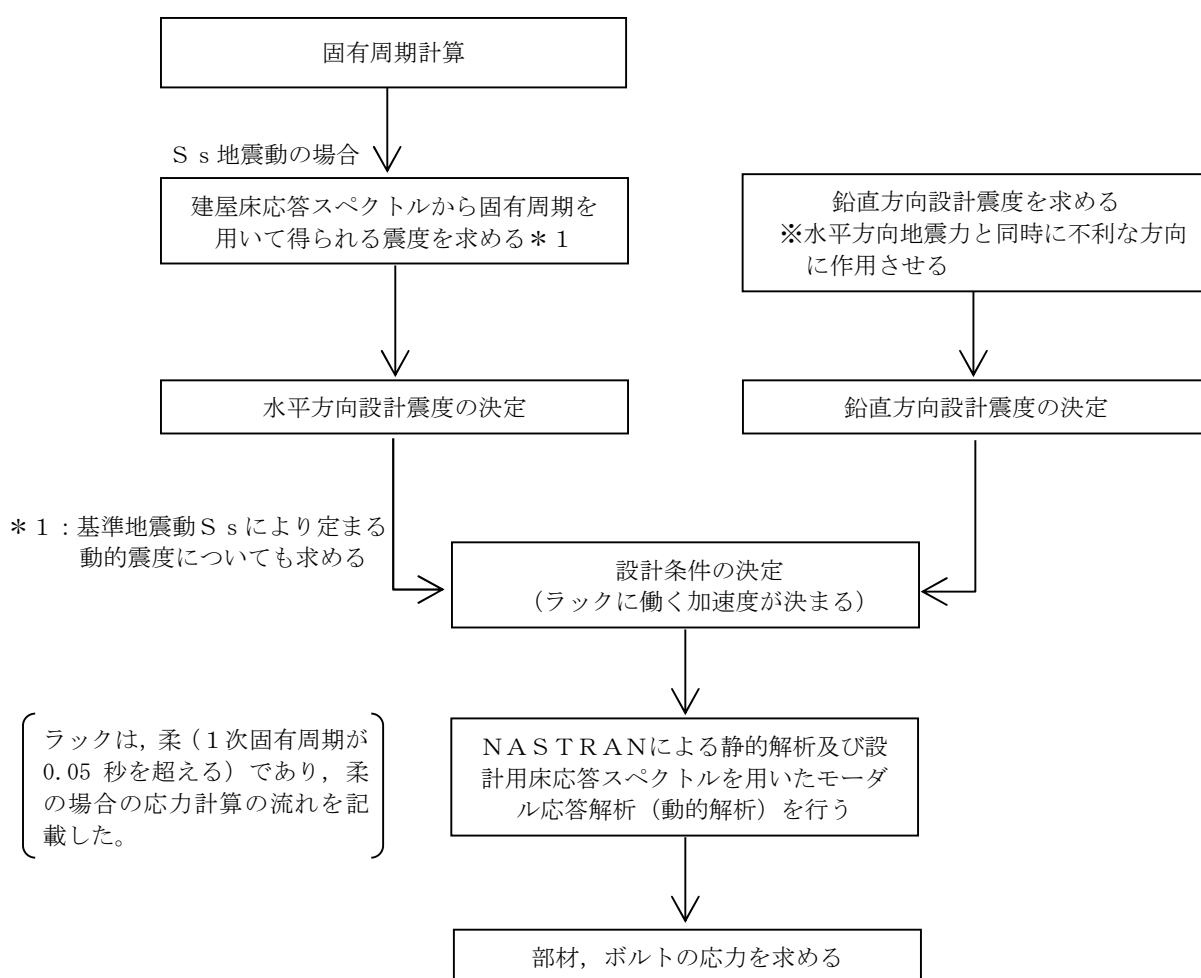 固有周期計算
Ｓｓ地震動の場合
建屋床応答スペクトルから固有周期を
用いて得られる震度を求める＊１
鉛直方向設計震度を求める
※水平方向地震力と同時に不利な方向
に作用させる
水平方向設計震度の決定
鉛直方向設計震度の決定
＊１：基準地震動Ｓｓにより定まる
動的震度についても求める
設計条件の決定
（ラックに働く加速度が決まる）
ラックは，柔（１次固有周期が
0.05 秒を超える）であり，柔
の場合の応力計算の流れを記
載した。
ＮＡＳＴＲＡＮによる静的解析及び設
計用床応答スペクトルを用いたモーダ
ル応答解析（動的解析）を行う
部材，ボルトの応力を求める